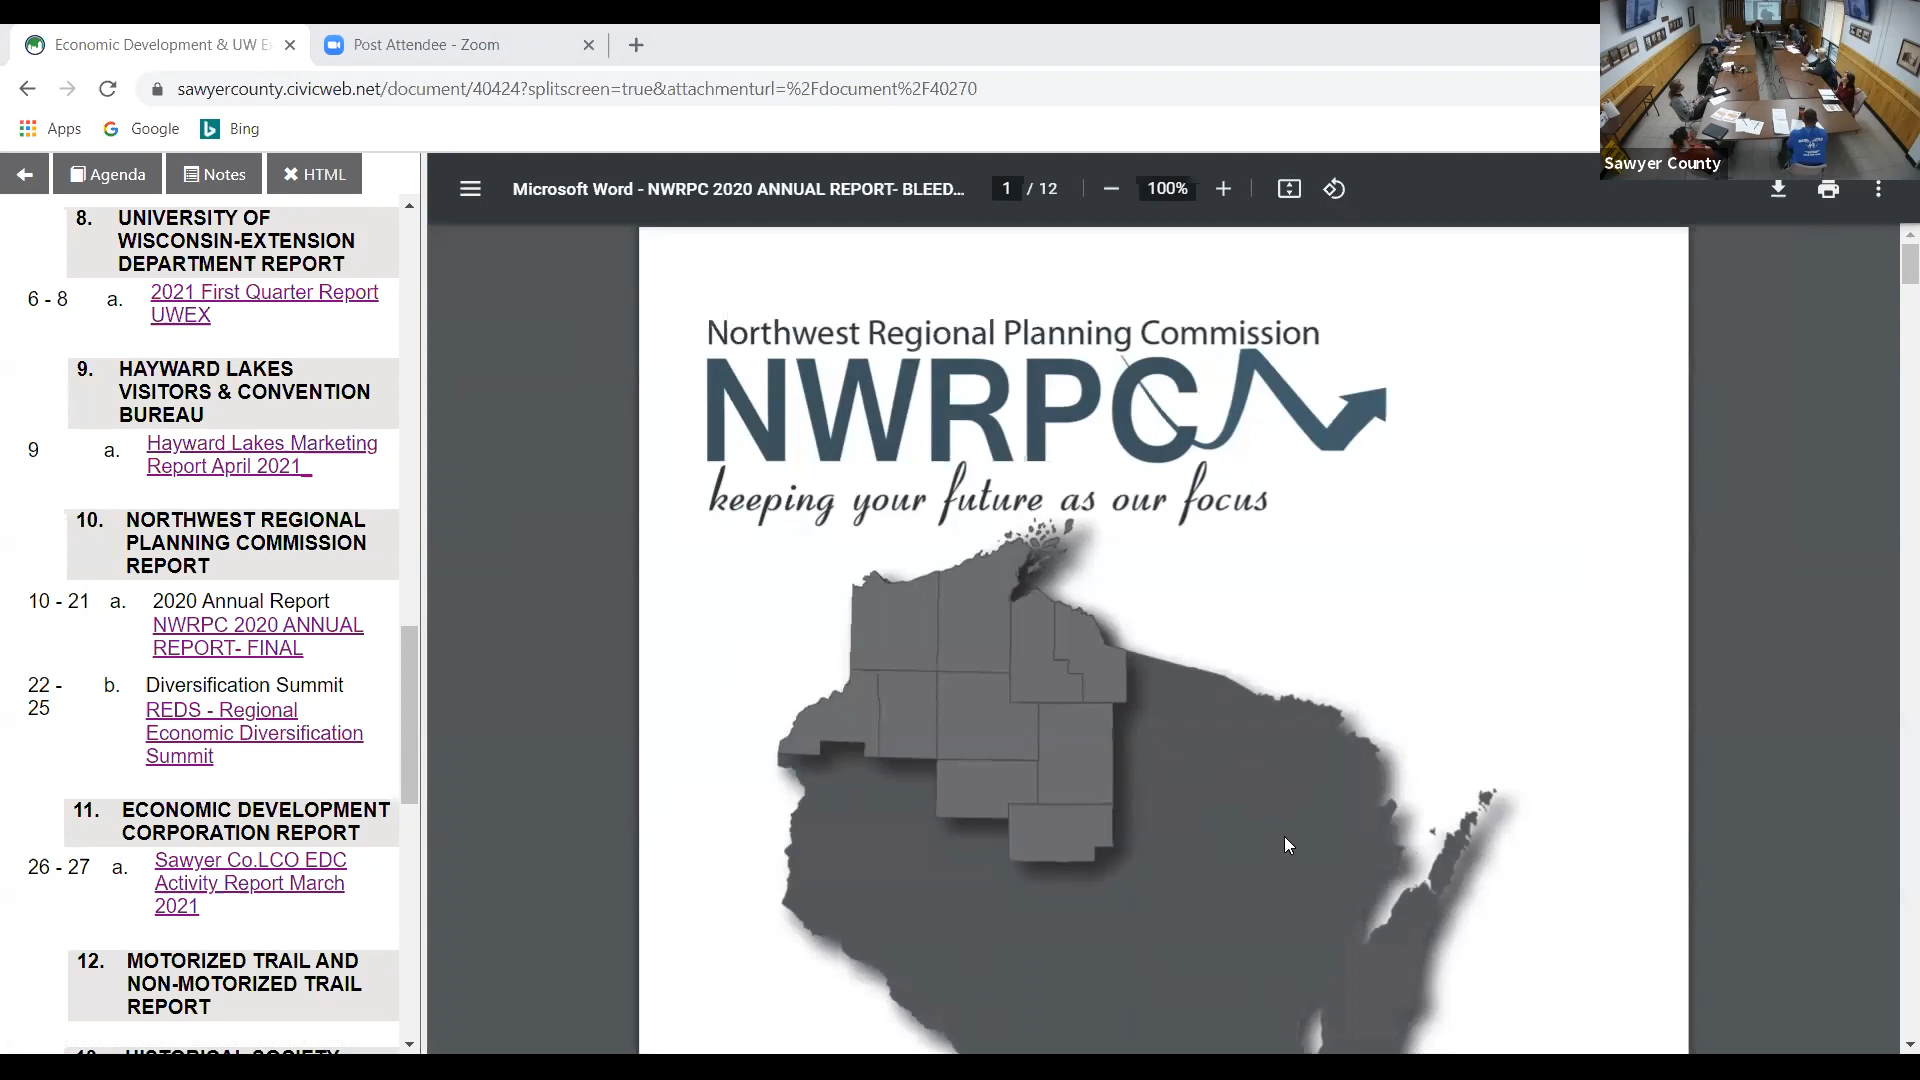 Economic Development & UW E
Post Attendee - Zoom
sawyercounty.civicweb.net/document/40424?splitscreen=true&attachmenturl=%2Fdocument%2F40270
Apps
Google
Bing
Sawyer County
Agenda
Notes
HTML
Microsoft Word - NWRPC 2020 ANNUAL REPORT- BLEED...
1 / 12
100%
8. UNIVERSITY OF
WISCONSIN-EXTENSION
DEPARTMENT REPORT
6 - 8 a. 2021 First Quarter Report
UWEX
9. HAYWARD LAKES
VISITORS & CONVENTION
BUREAU
9 a. Hayward Lakes Marketing
Report April 2021_
10. NORTHWEST REGIONAL
PLANNING COMMISSION
REPORT
10 - 21 a. 2020 Annual Report
NWRPC 2020 ANNUAL
REPORT- FINAL
22 - b. Diversification Summit
25 REDS - Regional
Economic Diversification
Summit
11. ECONOMIC DEVELOPMENT
CORPORATION REPORT
26 - 27 a. Sawyer Co.LCO EDC
Activity Report March
2021
12. MOTORIZED TRAIL AND
NON-MOTORIZED TRAIL
REPORT
HISTORICAL SOCIETY
Northwest Regional Planning Commission
NWRPC
keeping your future as our focus